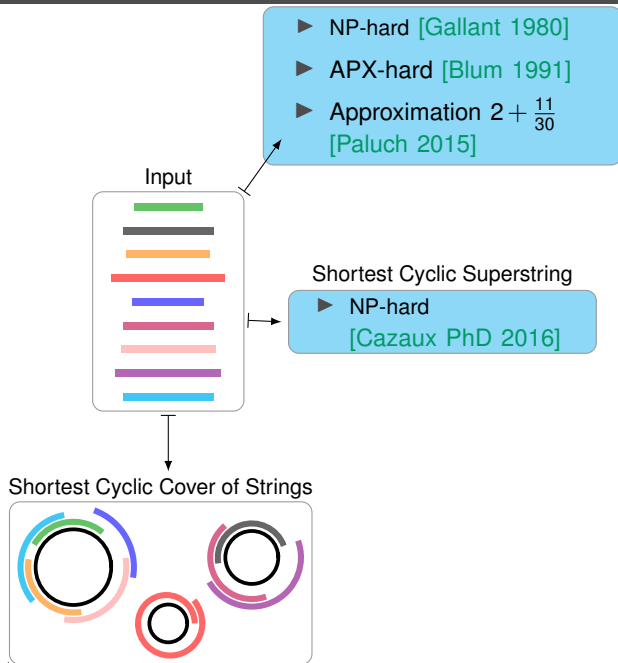 ► NP-hard [Gallant 1980]
► APX-hard [Blum 1991]
► Approximation 2 + 11/30
[Paluch 2015]
Input
Shortest Cyclic Superstring
► NP-hard
[Cazaux PhD 2016]
Shortest Cyclic Cover of Strings